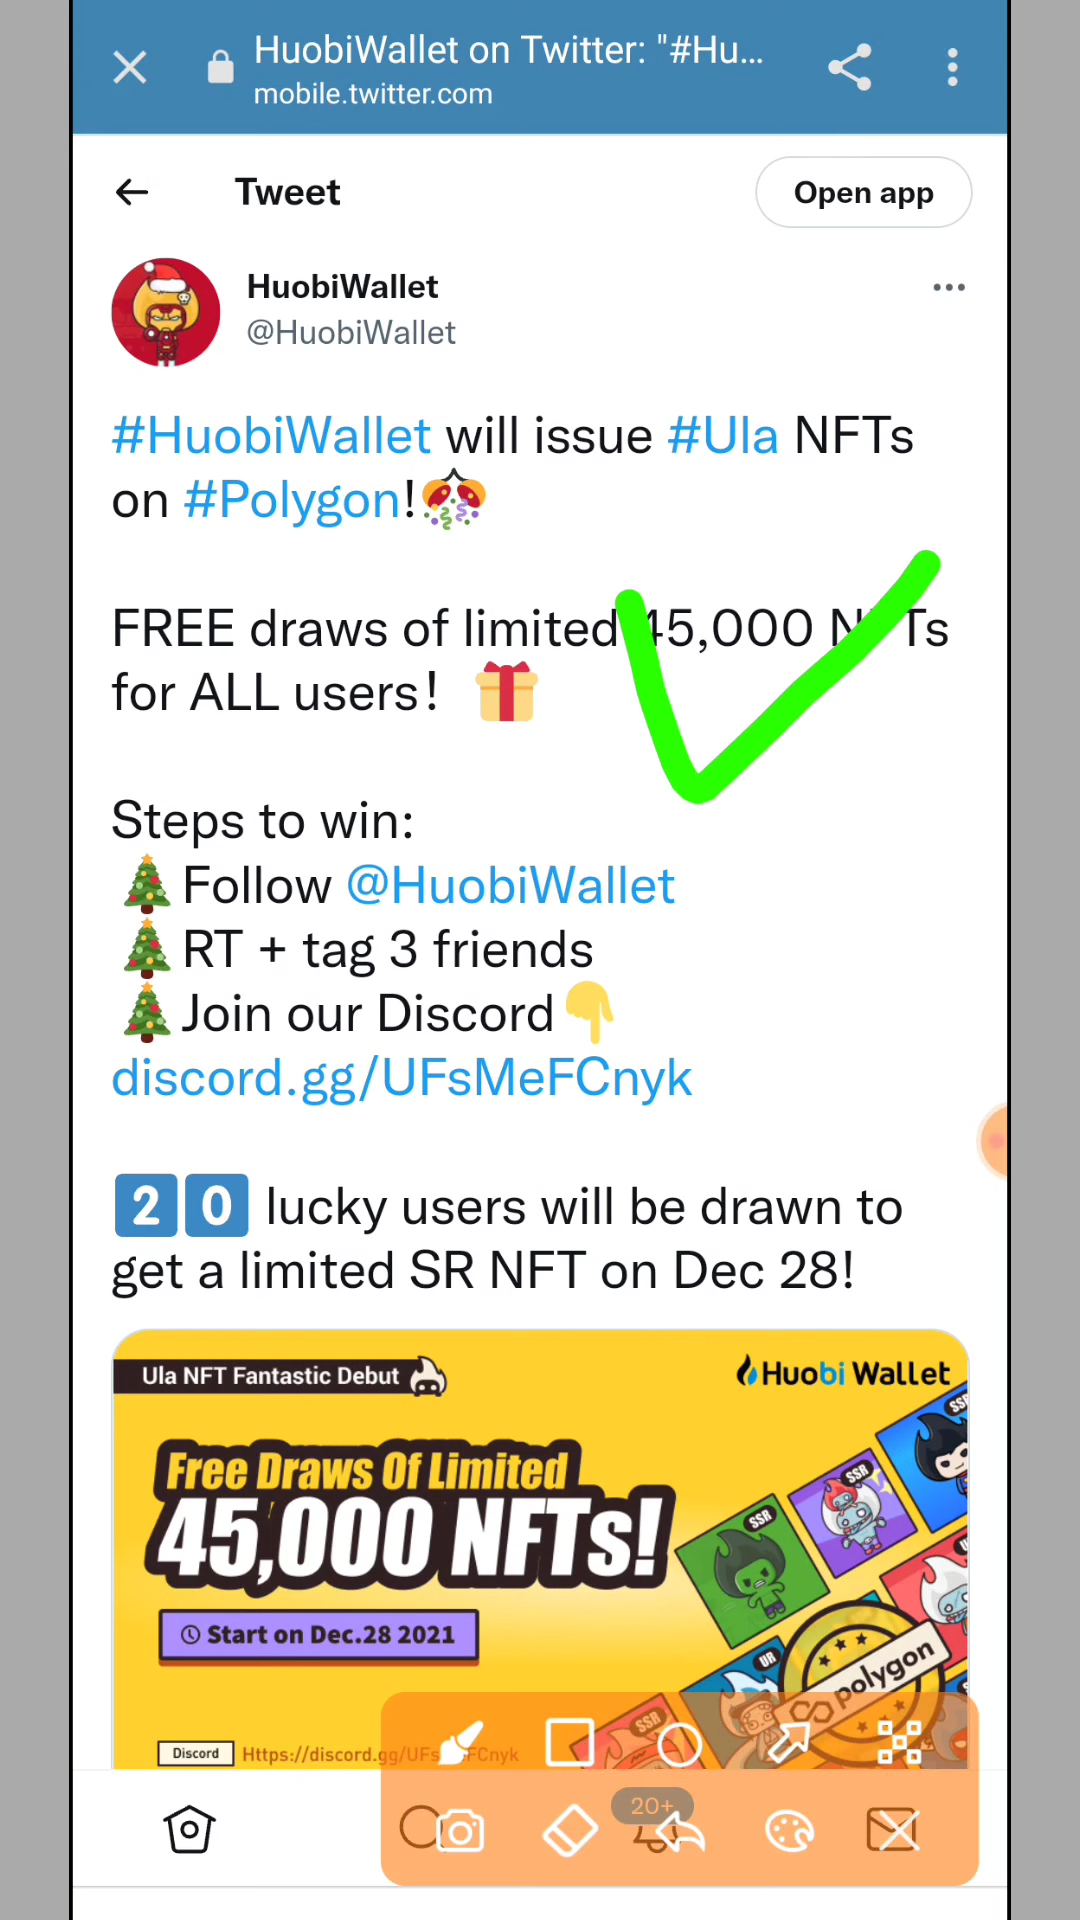 HuobiWallet on Twitter: "#Hu...
mobile.twitter.com
Tweet
Open app
HuobiWallet
@HuobiWallet
#HuobiWallet will issue #Ula NFTs
on #Polygon!
FREE draws of limited 45,000 NFTs
for ALL users!
Steps to win:
Follow @HuobiWallet
RT + tag 3 friends
Join our Discord
discord.gg/UFsMeFCnyk
20 lucky users will be drawn to
get a limited SR NFT on Dec 28!
Ula NFT Fantastic Debut
Huobi Wallet
Free Draws Of Limited
45,000 NFTs!
Start on Dec.28 2021
SSR
SSR
SSR
UR
SSR
polygon
Discord Https://discord.gg/UFsMeFCnyk
20+